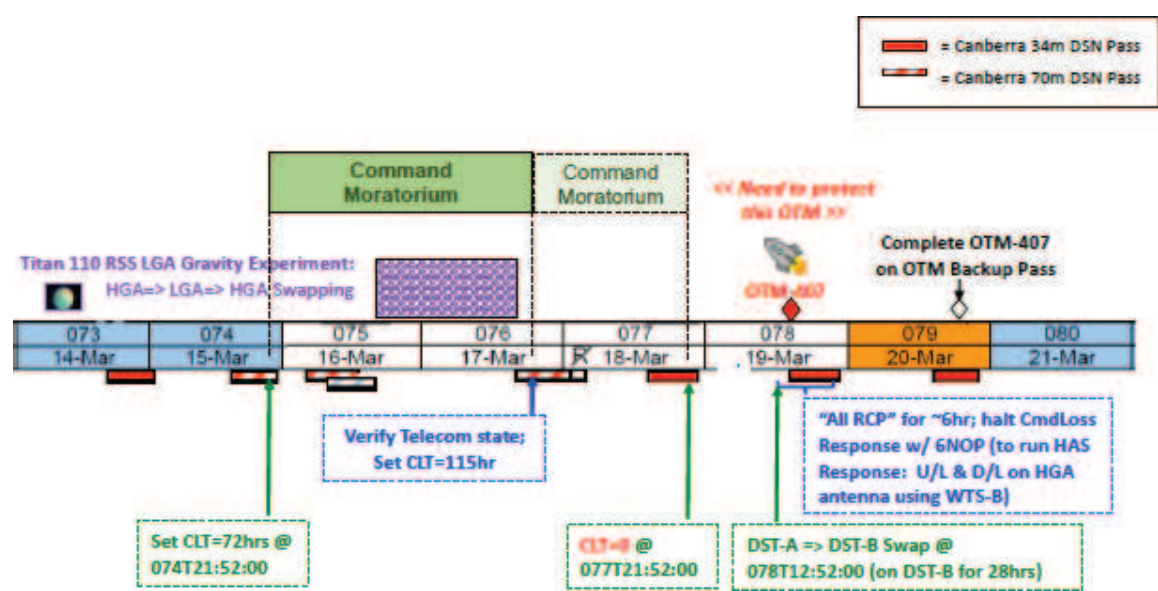 = Canberra 34m DSN Pass
= Canberra 70m DSN Pass
Command
Moratorium
Command
Moratorium
<< Need to protect
this OTM >>
Complete OTM-407
on OTM Backup Pass
Titan 110 RSS LGA Gravity Experiment:
HGA=> LGA=> HGA Swapping
OTM-407
073 074 075 076 077 078 079 080
14-Mar 15-Mar 16-Mar 17-Mar 18-Mar 19-Mar 20-Mar 21-Mar
Verify Telecom state;
Set CLT=115hr
"All RCP" for ~6hr; halt CmdLoss
Response w/ 6NOP (to run HAS
Response: U/L & D/L on HGA
antenna using WTS-B)
Set CLT=72hrs @
074T21:52:00
CLT=0 @
077T21:52:00
DST-A => DST-B Swap @
078T12:52:00 (on DST-B for 28hrs)